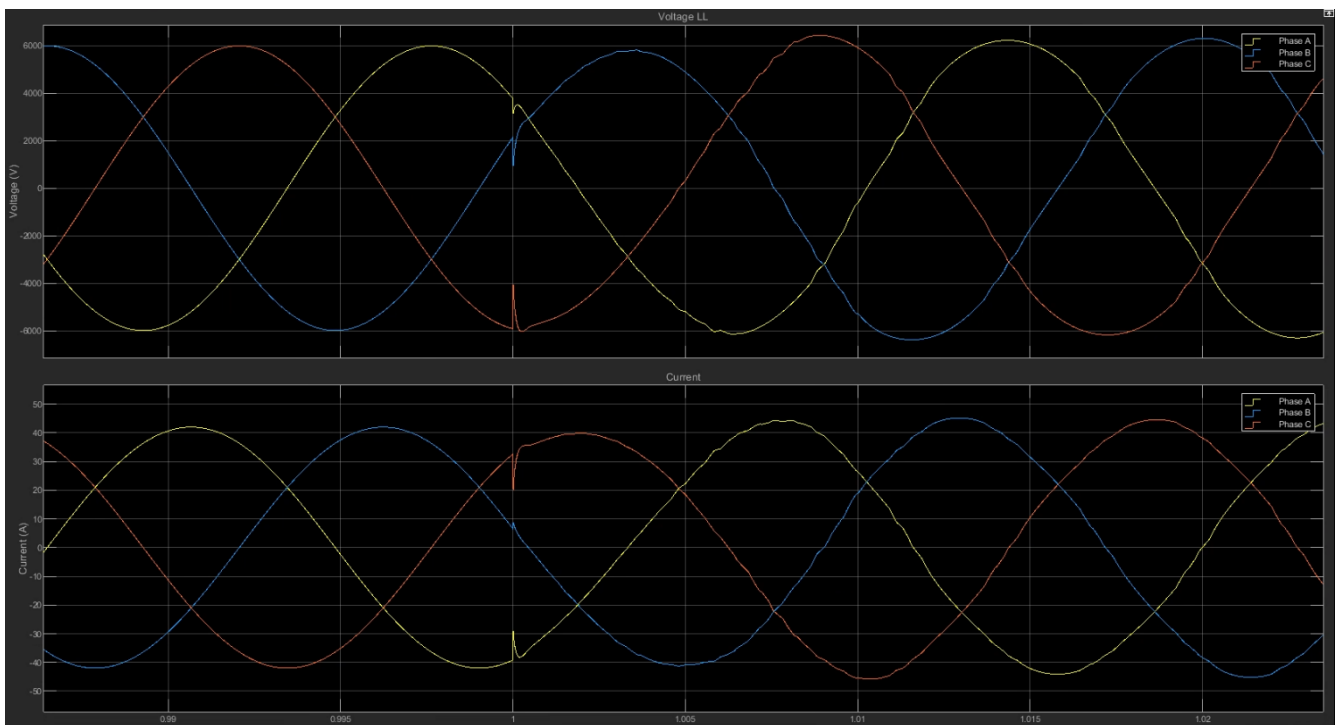 Voltage LL
Phase A
Phase B
Phase C
Voltage (V)
6000
4000
2000
0
-2000
-4000
-6000
Current
Phase A
Phase B
Phase C
Current (A)
50
40
30
20
10
0
-10
-20
-30
-40
-50
0.99
0.995
1
1.005
1.01
1.015
1.02